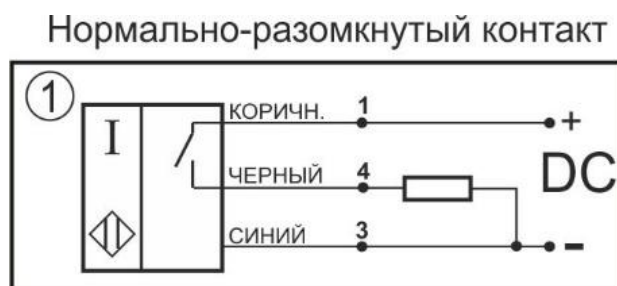 Нормально-разомкнутый контакт
1
I
КОРИЧН. 1 +
ЧЕРНЫЙ 4 DC
СИНИЙ 3 -